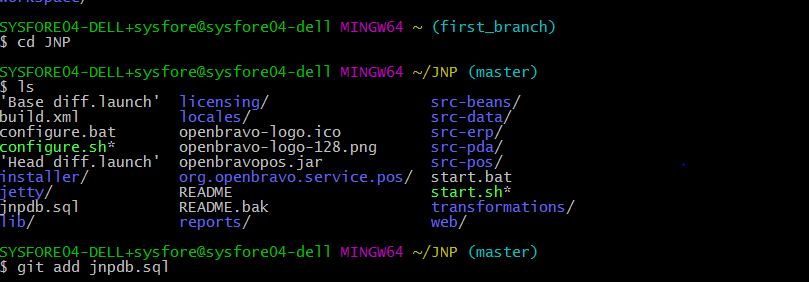 workspace/
SYSFORE04-DELL+sysfore@sysfore04-dell MINGW64 ~ (first_branch)
$ cd JNP
SYSFORE04-DELL+sysfore@sysfore04-dell MINGW64 ~/JNP (master)
$ ls
'Base diff.launch' licensing/ src-beans/
build.xml locales/ src-data/
configure.bat openbravo-logo.ico src-erp/
configure.sh* openbravo-logo-128.png src-pda/
'Head diff.launch' openbravopos.jar src-pos/
installer/ org.openbravo.service.pos/ start.bat
jetty/ README start.sh*
jnpdb.sql README.bak transformations/
lib/ reports/ web/
SYSFORE04-DELL+sysfore@sysfore04-dell MINGW64 ~/JNP (master)
$ git add jnpdb.sql